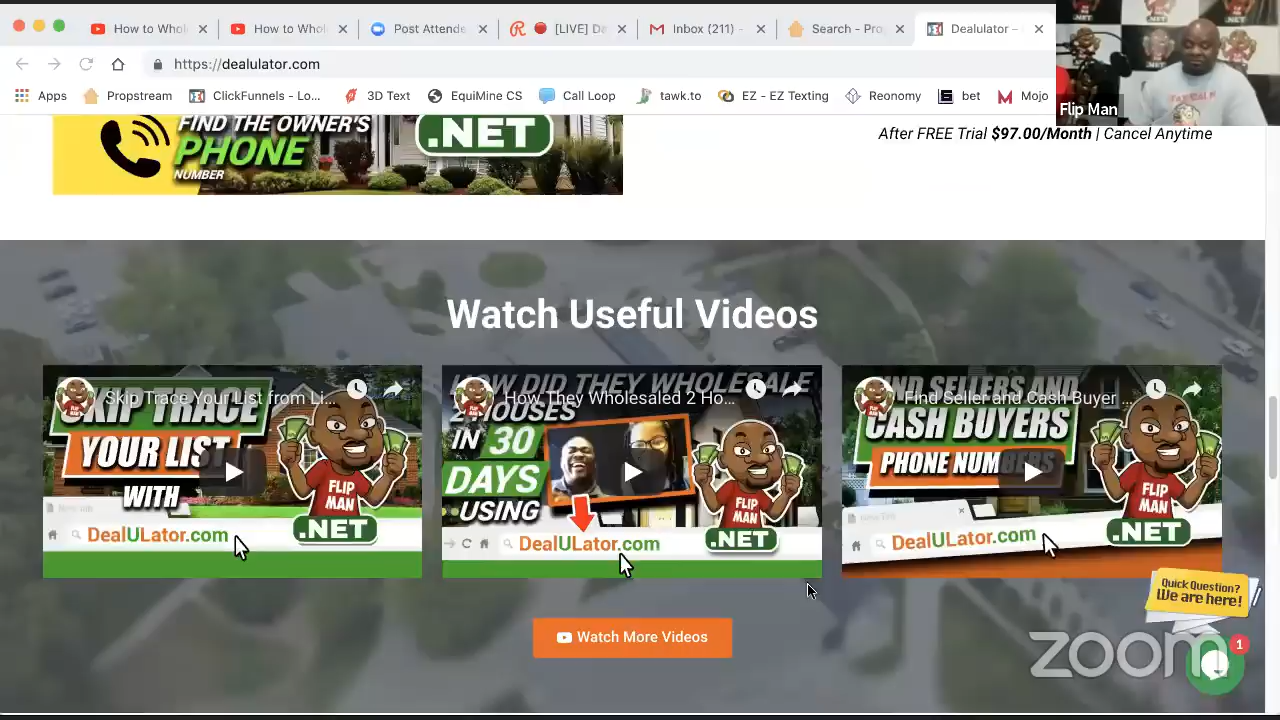 How to Whol
How to Whol
Post Attende
[LIVE] Da
Inbox (211) -
Search - Pro
Dealulator –
https://dealulator.com
Apps
Propstream
ClickFunnels - Lo...
3D Text
EquiMine CS
Call Loop
tawk.to
EZ - EZ Texting
Reonomy
bet
Mojo
Flip Man
FIND THE OWNER'S
PHONE
NUMBER
.NET
After FREE Trial $97.00/Month | Cancel Anytime
Watch Useful Videos
Skip Trace Your List from Li...
SKIP TRACE
YOUR LIST
WITH
FLIP
MAN
.NET
DealULator.com
HOW DID THEY WHOLESALE
How They Wholesaled 2 Ho...
2 HOUSES
IN 30
DAYS
USING
FLIP
MAN
.NET
DealULator.com
Find Seller and Cash Buyer ...
FIND SELLERS AND
CASH BUYERS
PHONE NUMBERS
FLIP
MAN
.NET
DealULator.com
Quick Question?
We are here!
Watch More Videos
zoom
1